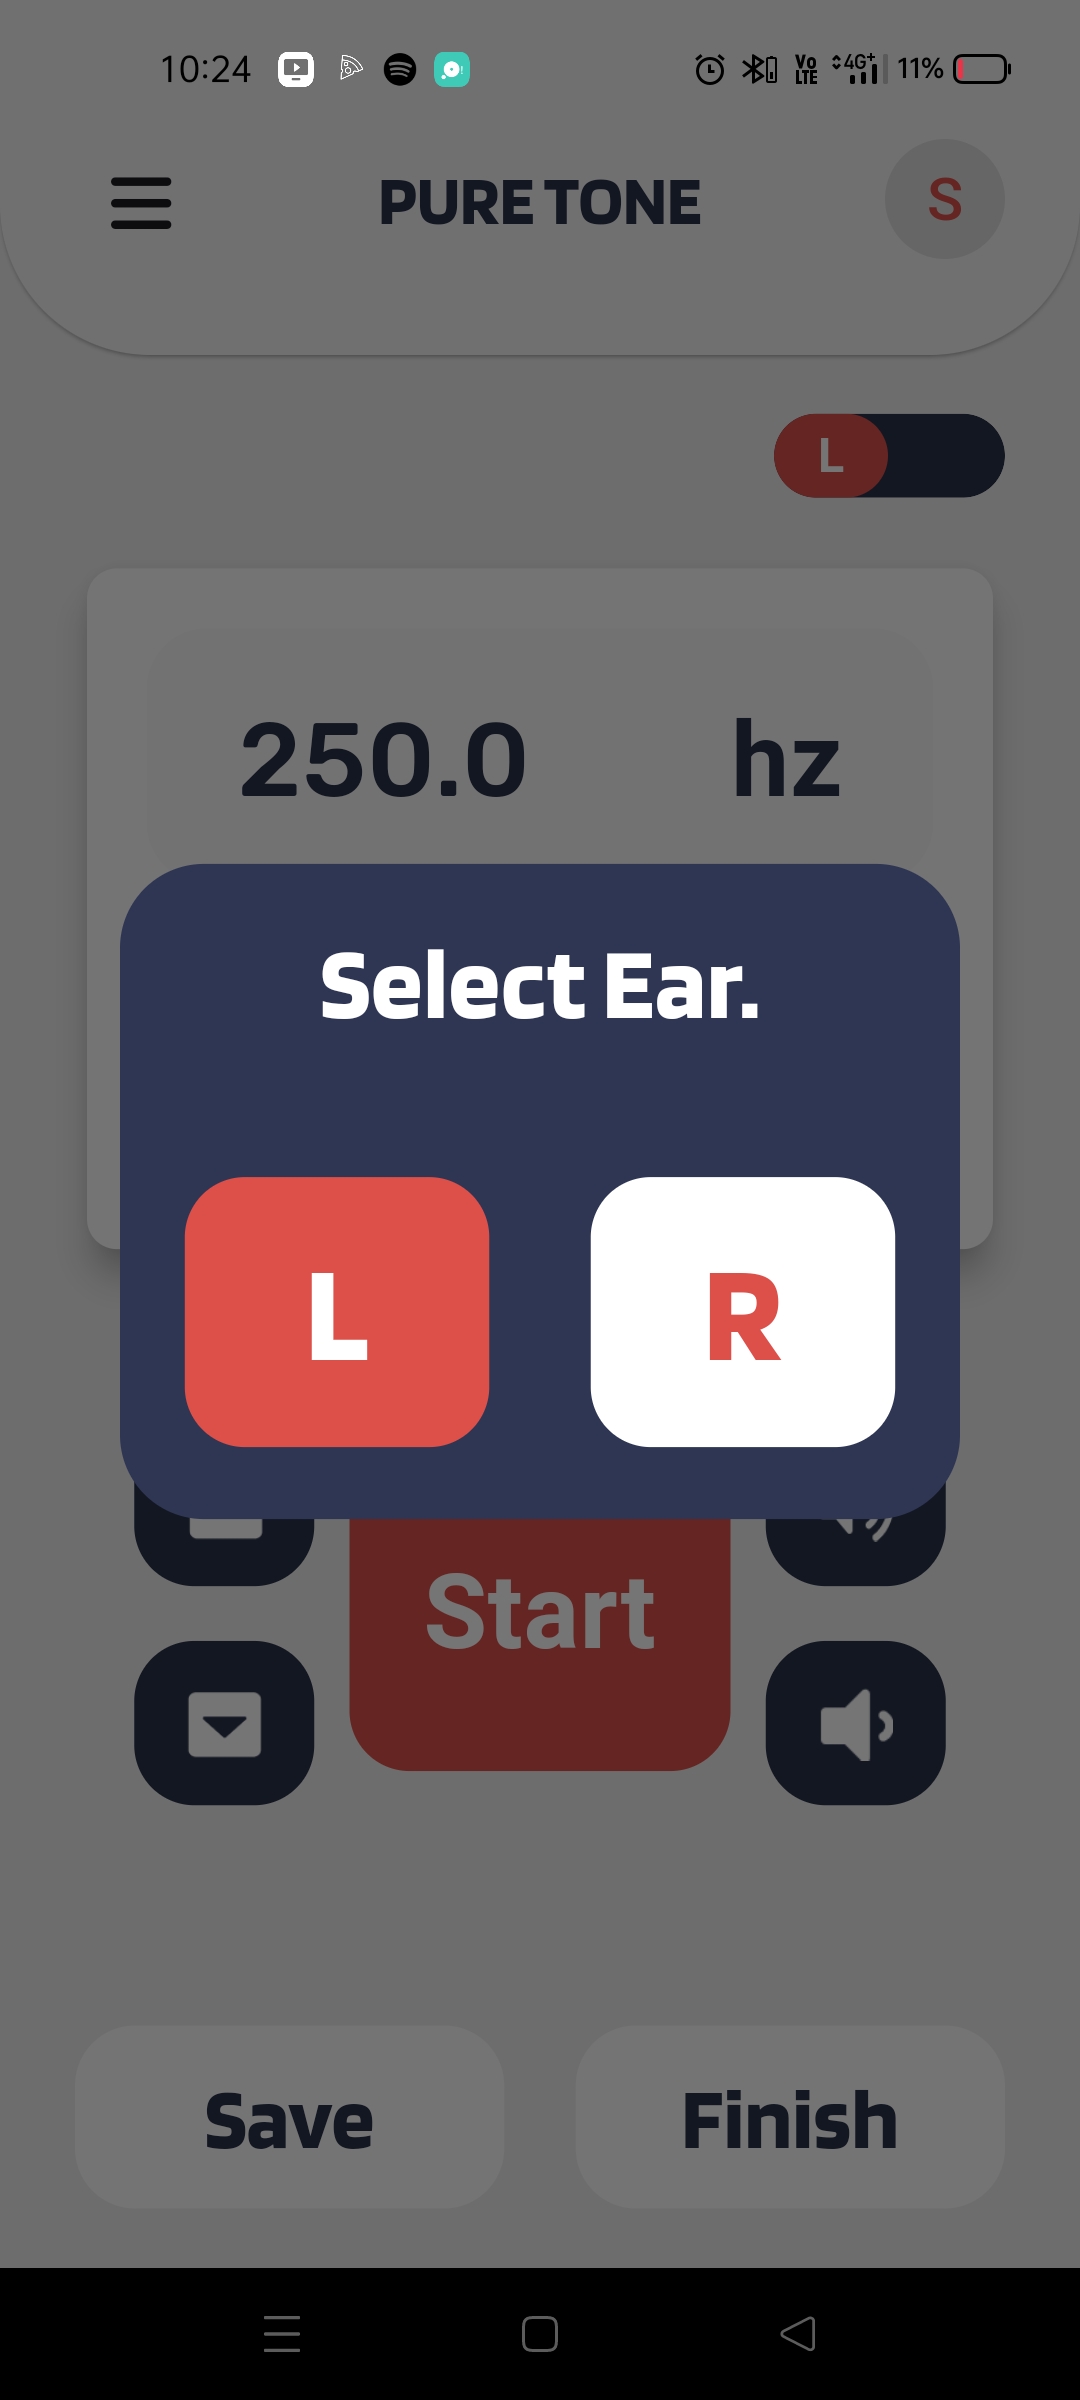 10:24
Vo LTE
4G+
11%
PURE TONE
S
L
250.0 hz
Select Ear.
L R
Start
Save Finish